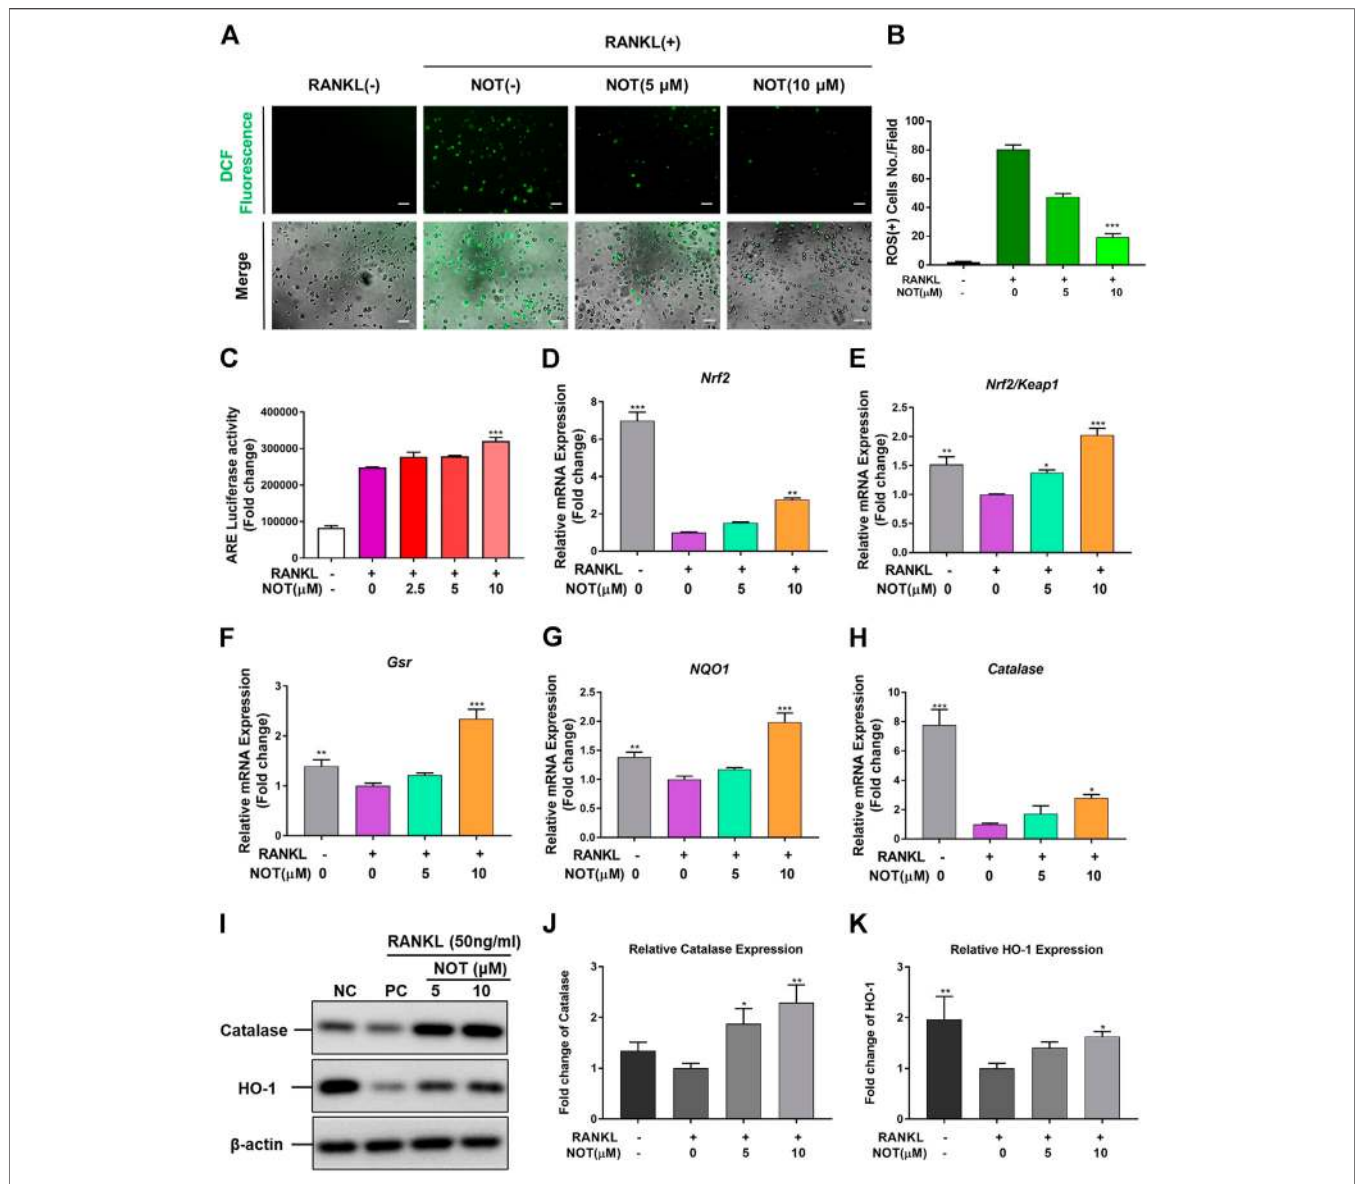 A
RANKL(+)
RANKL(-) NOT(-) NOT(5 μM) NOT(10 μM)
DCF
Fluorescence
Merge
B
ROS(+) Cells No./Field
100
80
60
40
20
0
***
RANKL - + + +
NOT(μM) - 0 5 10
C
ARE Luciferase activity
(Fold change)
400000
300000
200000
100000
0
***
RANKL - + + + +
NOT(μM) - 0 2.5 5 10
D
Nrf2
Relative mRNA Expression
(Fold change)
8
6
4
2
0
*** **
RANKL - + + +
NOT(μM) 0 0 5 10
E
Nrf2/Keap1
Relative mRNA Expression
(Fold change)
2.5
2.0
1.5
1.0
0.5
0.0
** * ***
RANKL - + + +
NOT(μM) 0 0 5 10
F
Gsr
Relative mRNA Expression
(Fold change)
3
2
1
0
** ***
RANKL - + + +
NOT(μM) 0 0 5 10
G
NQO1
Relative mRNA Expression
(Fold change)
2.5
2.0
1.5
1.0
0.5
0.0
** ***
RANKL - + + +
NOT(μM) 0 0 5 10
H
Catalase
Relative mRNA Expression
(Fold change)
10
8
6
4
2
0
*** *
RANKL - + + +
NOT(μM) 0 0 5 10
I
RANKL (50ng/ml)
NOT (μM)
NC PC 5 10
Catalase
HO-1
β-actin
J
Relative Catalase Expression
Fold change of Catalase
3
2
1
0
* **
RANKL - + + +
NOT(μM) - 0 5 10
K
Relative HO-1 Expression
Fold change of HO-1
3
2
1
0
** *
RANKL - + + +
NOT(μM) - 0 5 10